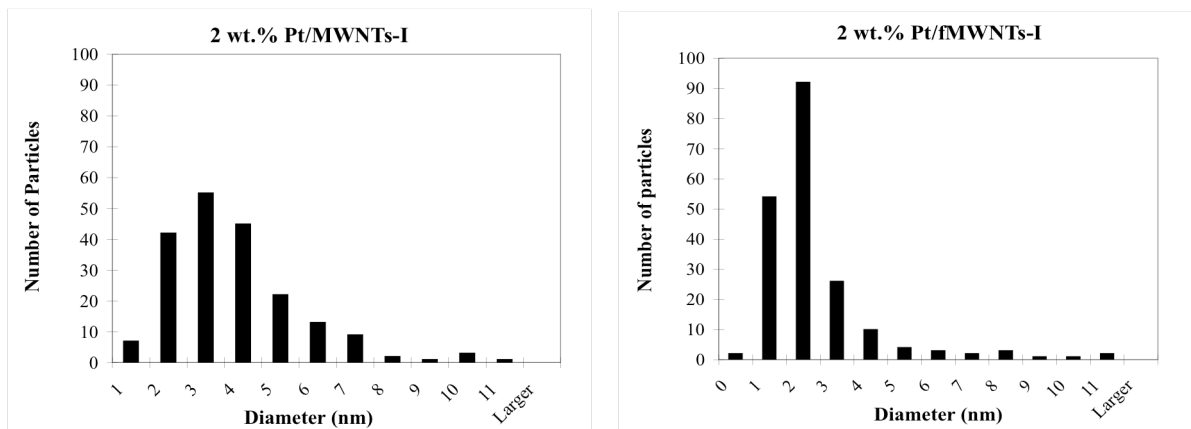 2 wt.% Pt/MWNTs-I
100
90
80
70
60
50
40
30
20
10
0
Number of Particles
1 2 3 4 5 6 7 8 9 10 11 Larger
Diameter (nm)
2 wt.% Pt/fMWNTs-I
100
90
80
70
60
50
40
30
20
10
0
Number of particles
0 1 2 3 4 5 6 7 8 9 10 11 Larger
Diameter (nm)